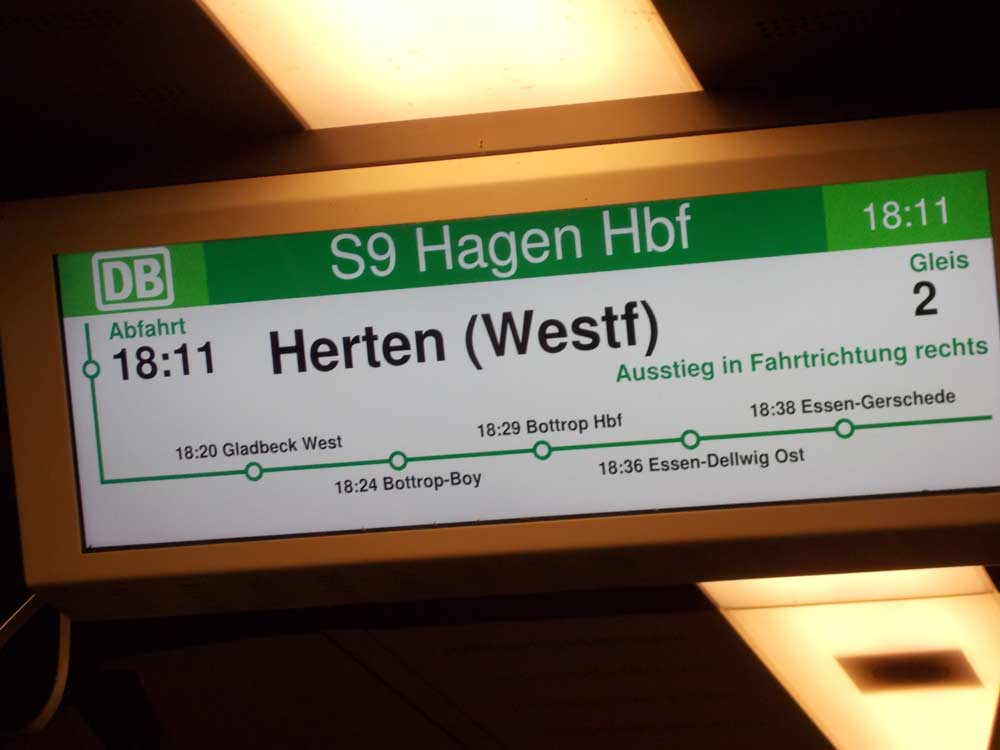 DB
S9 Hagen Hbf
18:11
Abfahrt
18:11
Herten (Westf)
Gleis
2
Ausstieg in Fahrtrichtung rechts
18:20 Gladbeck West
18:24 Bottrop-Boy
18:29 Bottrop Hbf
18:36 Essen-Dellwig Ost
18:38 Essen-Gerschede